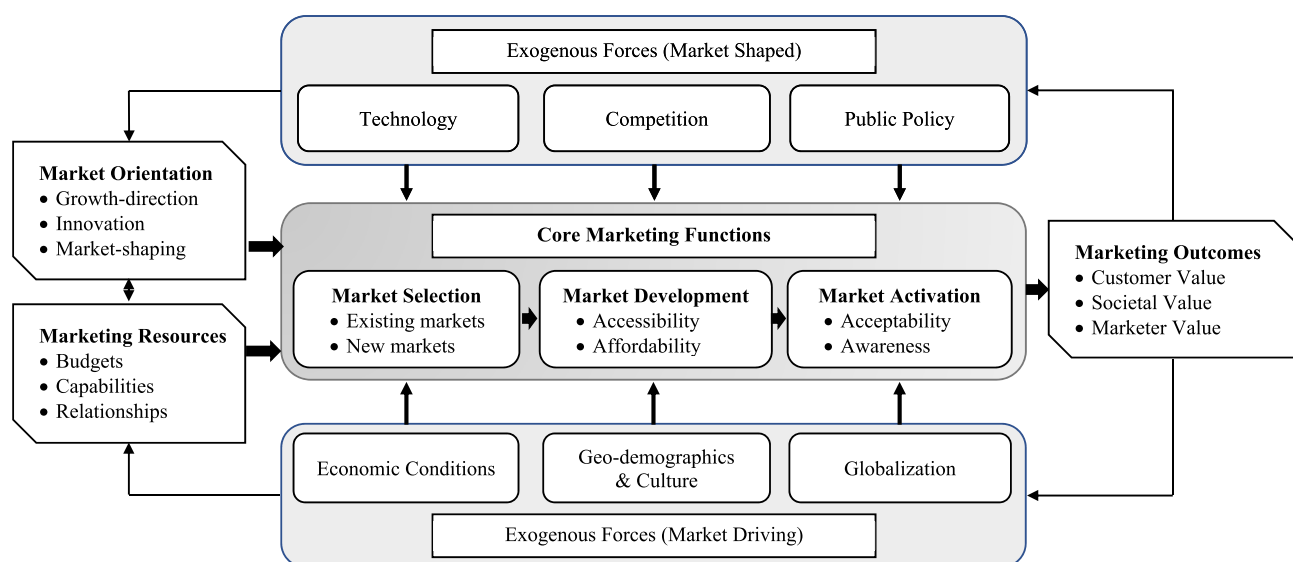 Exogenous Forces (Market Shaped)
Technology
Competition
Public Policy
Market Orientation
• Growth-direction
• Innovation
• Market-shaping
Marketing Resources
• Budgets
• Capabilities
• Relationships
Core Marketing Functions
Market Selection
• Existing markets
• New markets
Market Development
• Accessibility
• Affordability
Market Activation
• Acceptability
• Awareness
Marketing Outcomes
• Customer Value
• Societal Value
• Marketer Value
Economic Conditions
Geo-demographics
& Culture
Globalization
Exogenous Forces (Market Driving)